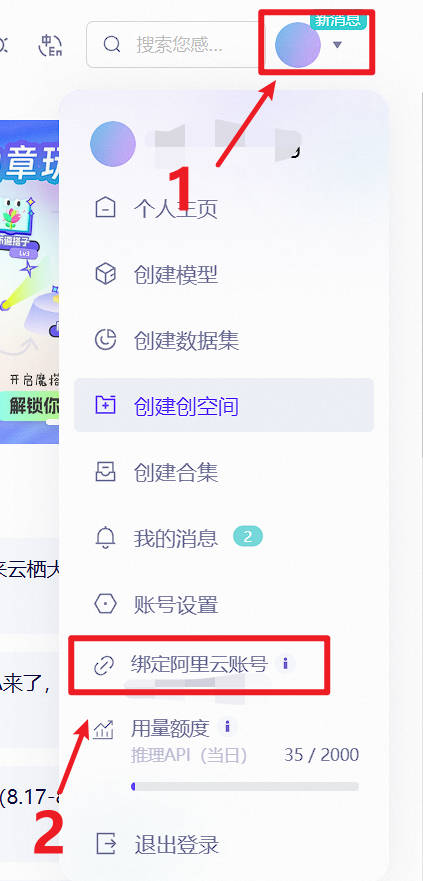 新消息
中
En
搜索您感...
章玩
1
个人主页
Lv3
创建模型
创建数据集
开启魔搭
解锁你
创建创空间
创建合集
我的消息 2
来云栖大
账号设置
绑定阿里云账号
来了，
用量额度
推理API（当日） 35 / 2000
(8.17-8
2
退出登录